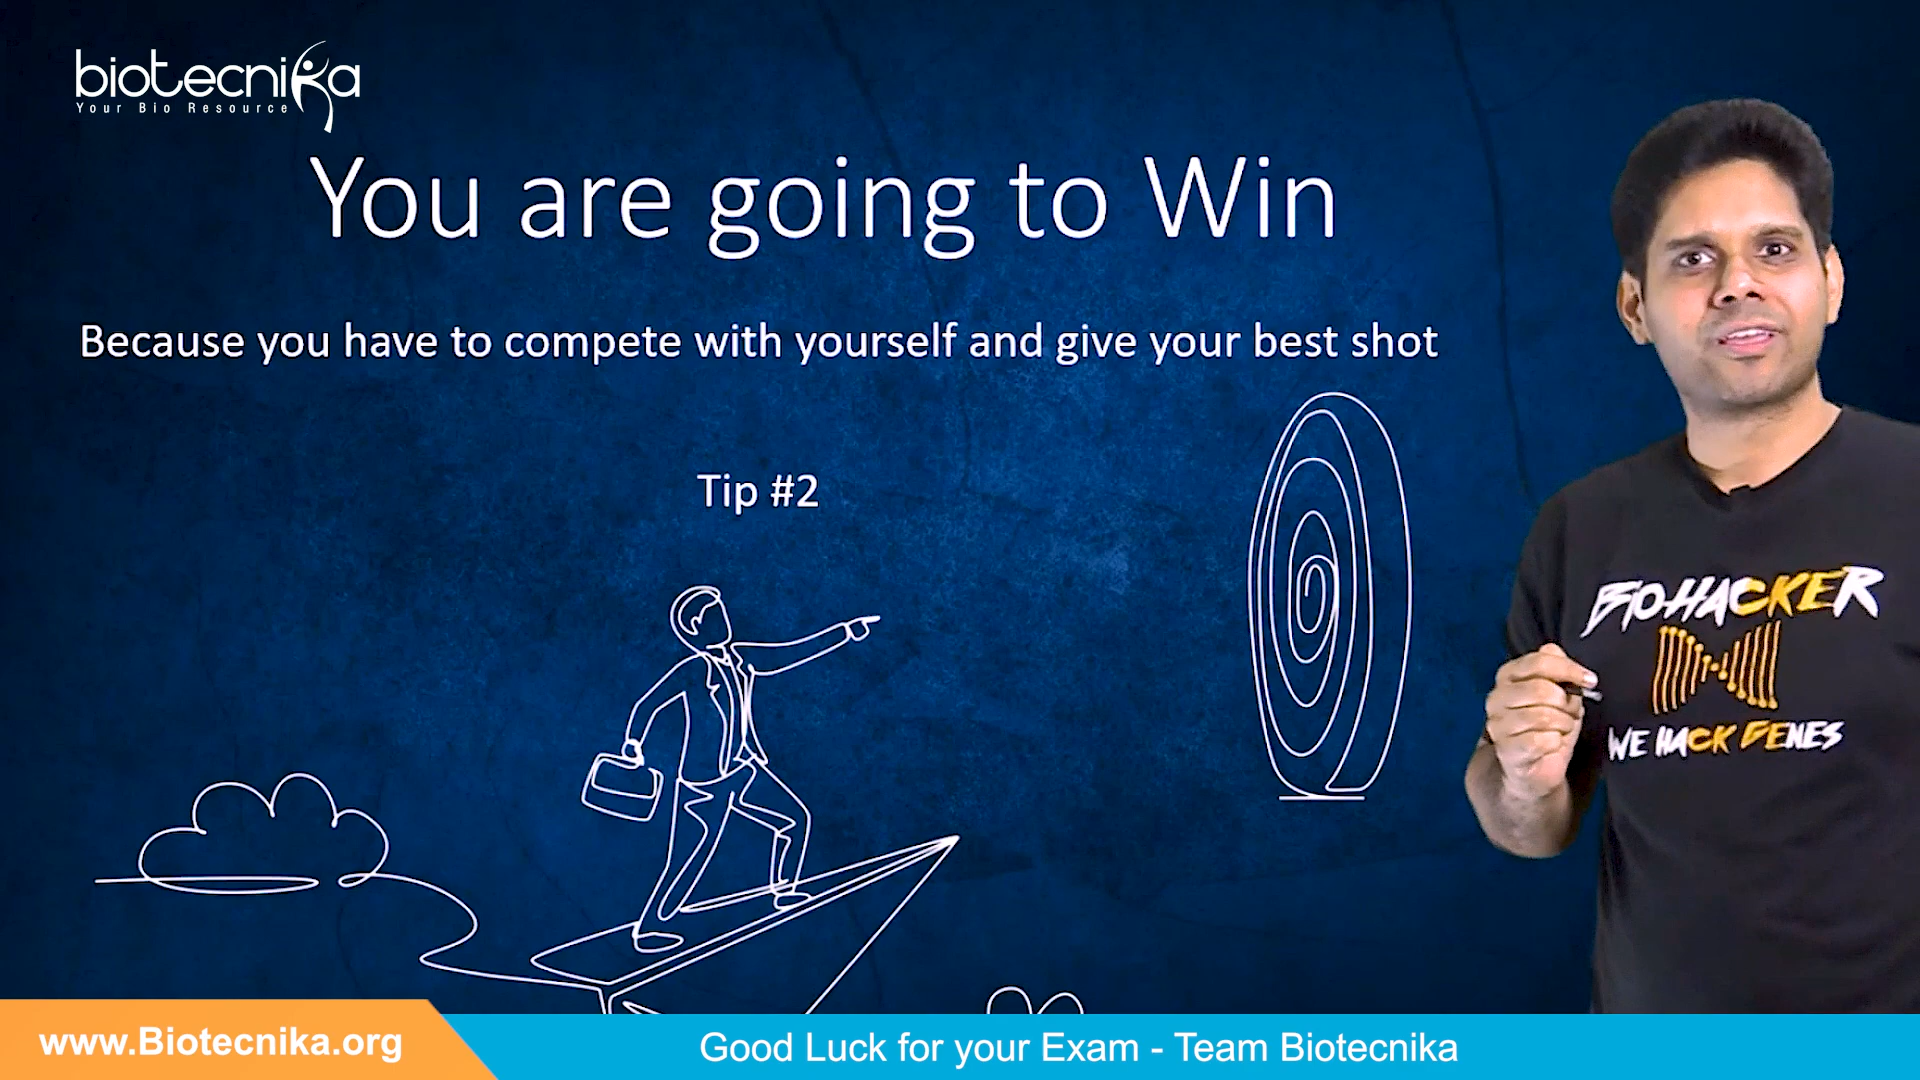 biotecnika
Your Bio Resource
You are going to Win
Because you have to compete with yourself and give your best shot
Tip #2
BIOHACKER
WE HACK GENES
www.Biotecnika.org
Good Luck for your Exam - Team Biotecnika